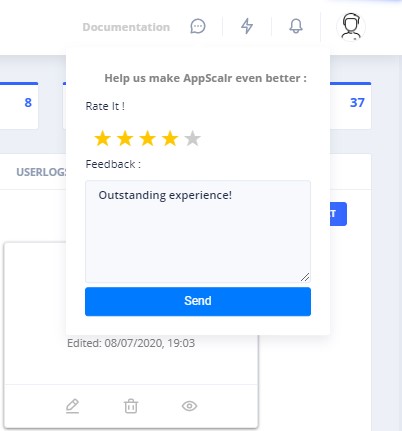 Documentation
Help us make AppScalr even better :
8
37
Rate It !
Feedback :
USERLOGS
Outstanding experience!
T
Send
Edited: 08/07/2020, 19:03